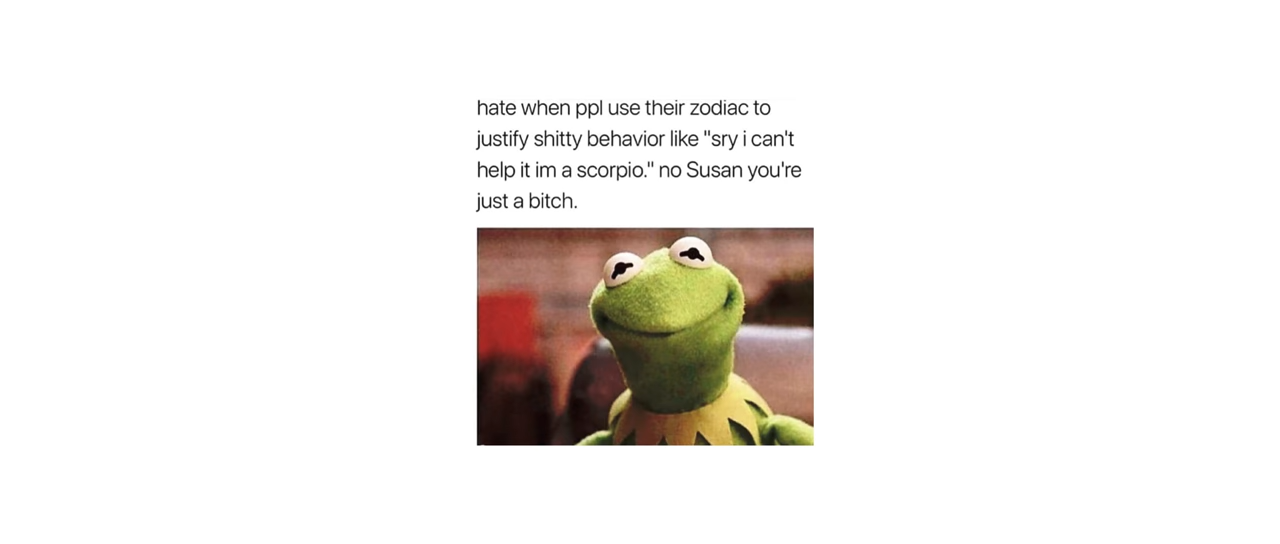 hate when ppl use their zodiac to
justify shitty behavior like "sry i can't
help it im a scorpio." no Susan you're
just a bitch.